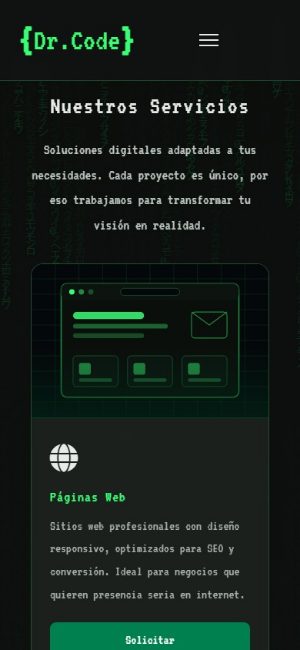 {Dr.Code}
Nuestros Servicios
Soluciones digitales adaptadas a tus
necesidades. Cada proyecto es único, por
eso trabajamos para transformar tu
visión en realidad.
Páginas Web
Sitios web profesionales con diseño
responsivo, optimizados para SEO y
conversión. Ideal para negocios que
quieren presencia seria en internet.
Solicitar